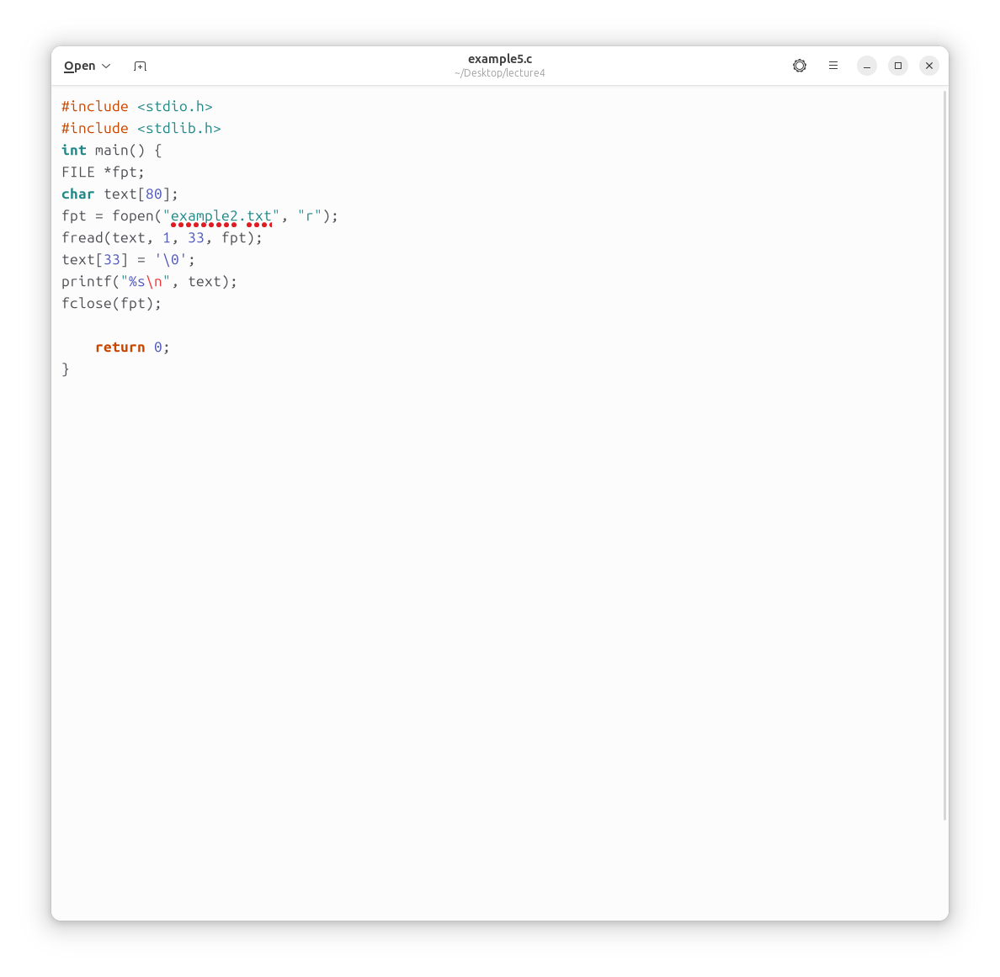 Open
example5.c
~/Desktop/lecture4
#include <stdio.h>
#include <stdlib.h>
int main() {
FILE *fpt;
char text[80];
fpt = fopen("example2.txt", "r");
fread(text, 1, 33, fpt);
text[33] = '\0';
printf("%s\n", text);
fclose(fpt);

    return 0;
}